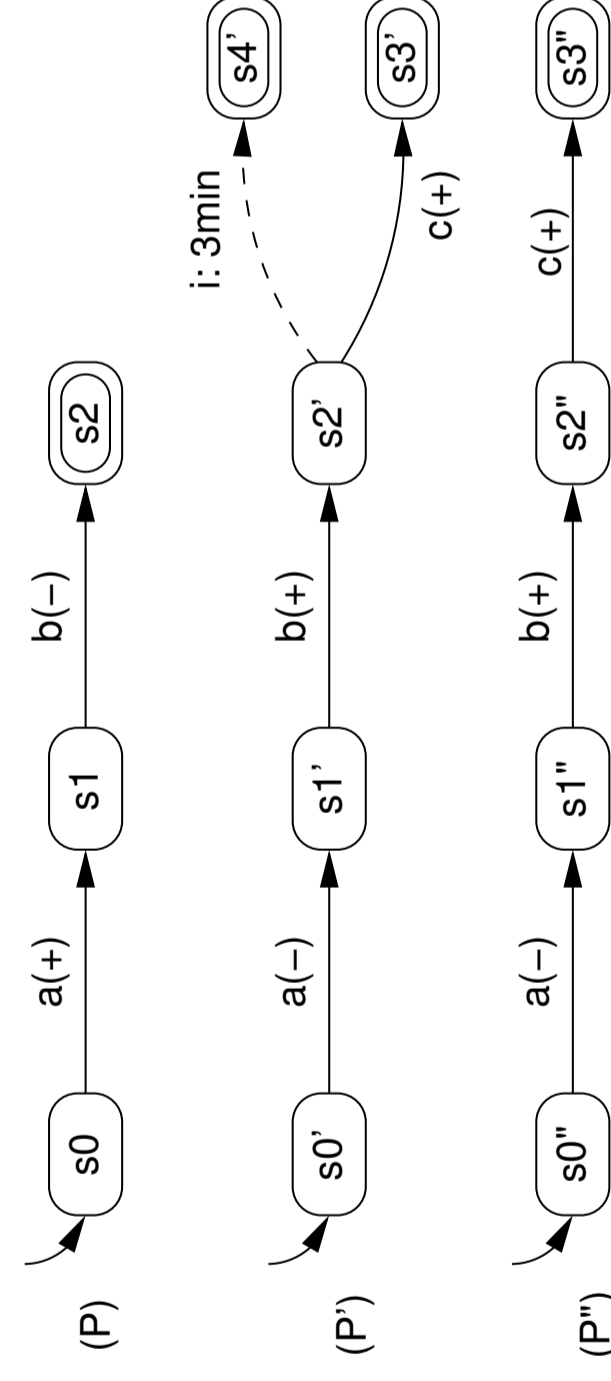 (P)
s0
a(+)
s1
b(−)
s2
(P')
s0'
a(−)
s1'
b(+)
s2'
i: 3min
s4'
c(+)
s3'
(P")
s0"
a(−)
s1"
b(+)
s2"
c(+)
s3"